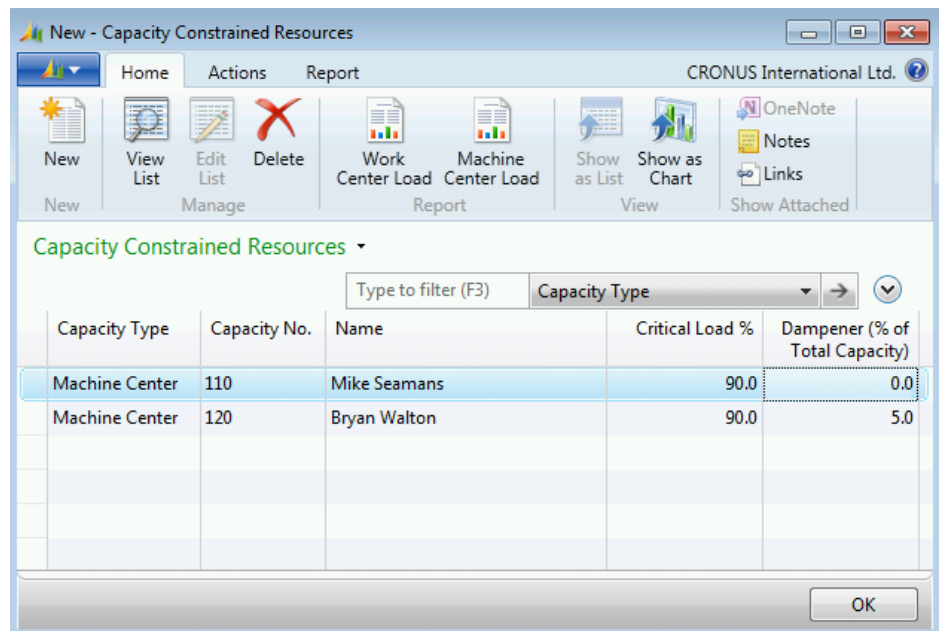 New - Capacity Constrained Resources
Home Actions Report CRONUS International Ltd.
New
View List
Edit List
Delete
Work Center Load
Machine Center Load
Show as List
Show as Chart
OneNote
Notes
Links
New Manage Report View Show Attached
Capacity Constrained Resources
Type to filter (F3) Capacity Type
Capacity Type Capacity No. Name Critical Load % Dampener (% of Total Capacity)
Machine Center 110 Mike Seamans 90.0 0.0
Machine Center 120 Bryan Walton 90.0 5.0
OK